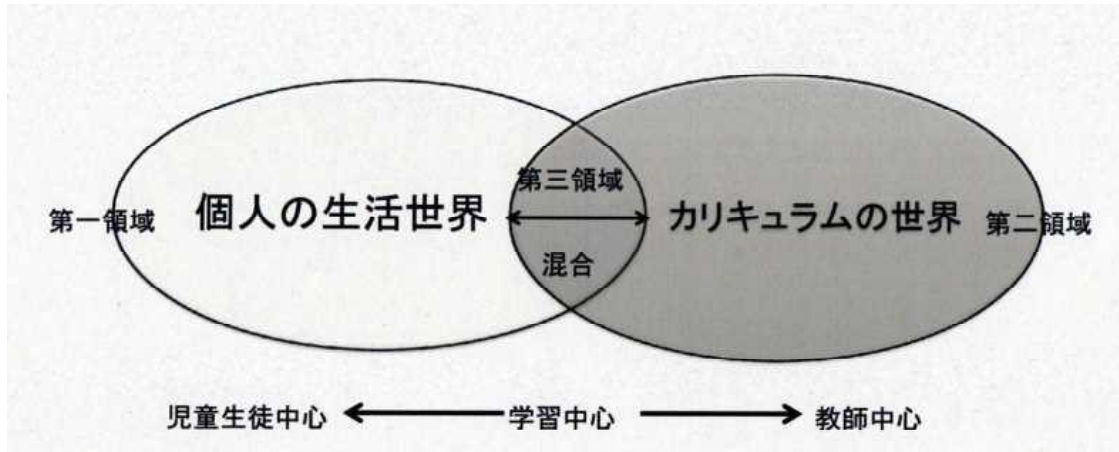 第三領域
第一領域 個人の生活世界 カリキュラムの世界 第二領域
混合
児童生徒中心 学習中心 教師中心